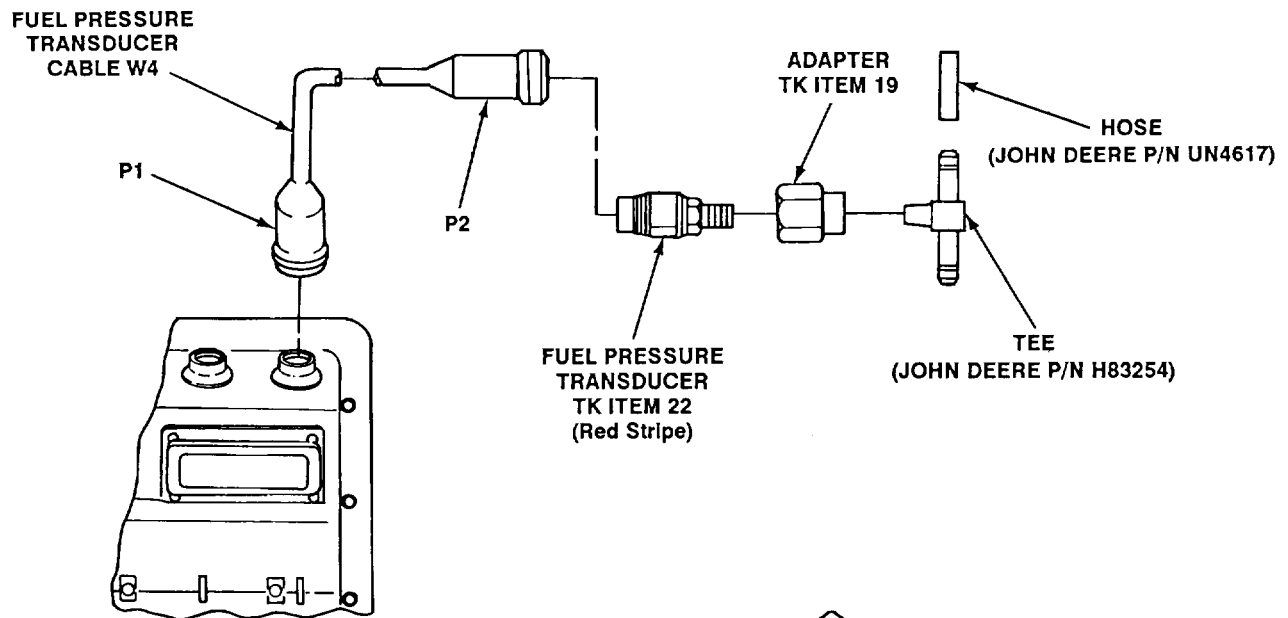 FUEL PRESSURE
TRANSDUCER
CABLE W4
P1
P2
ADAPTER
TK ITEM 19
HOSE
(JOHN DEERE P/N UN4617)
FUEL PRESSURE
TRANSDUCER
TK ITEM 22
(Red Stripe)
TEE
(JOHN DEERE P/N H83254)